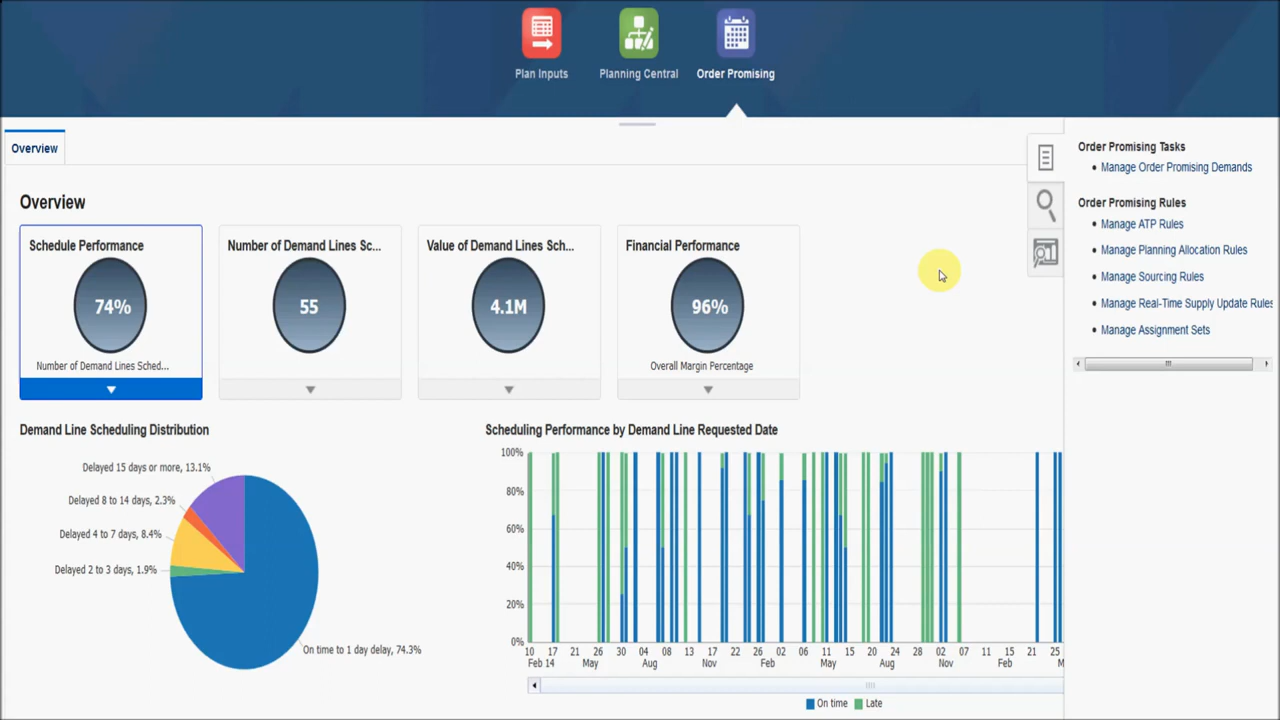 Plan Inputs
Planning Central
Order Promising
Overview
Overview
Schedule Performance
74%
Number of Demand Lines Sched...
Number of Demand Lines Sc...
55
Value of Demand Lines Sch...
4.1M
Financial Performance
96%
Overall Margin Percentage
Demand Line Scheduling Distribution
Delayed 15 days or more, 13.1%
Delayed 8 to 14 days, 2.3%
Delayed 4 to 7 days, 8.4%
Delayed 2 to 3 days, 1.9%
On time to 1 day delay, 74.3%
Scheduling Performance by Demand Line Requested Date
100%
80%
60%
40%
20%
0%
10 17 21 26 30 04 08 13 17 22 26 02 06 11 15 20 24 28 02 07 11 16 21 25
Feb 14 May Aug Nov Feb May Aug Nov Feb M
On time Late
Order Promising Tasks
Manage Order Promising Demands
Order Promising Rules
Manage ATP Rules
Manage Planning Allocation Rules
Manage Sourcing Rules
Manage Real-Time Supply Update Rules
Manage Assignment Sets